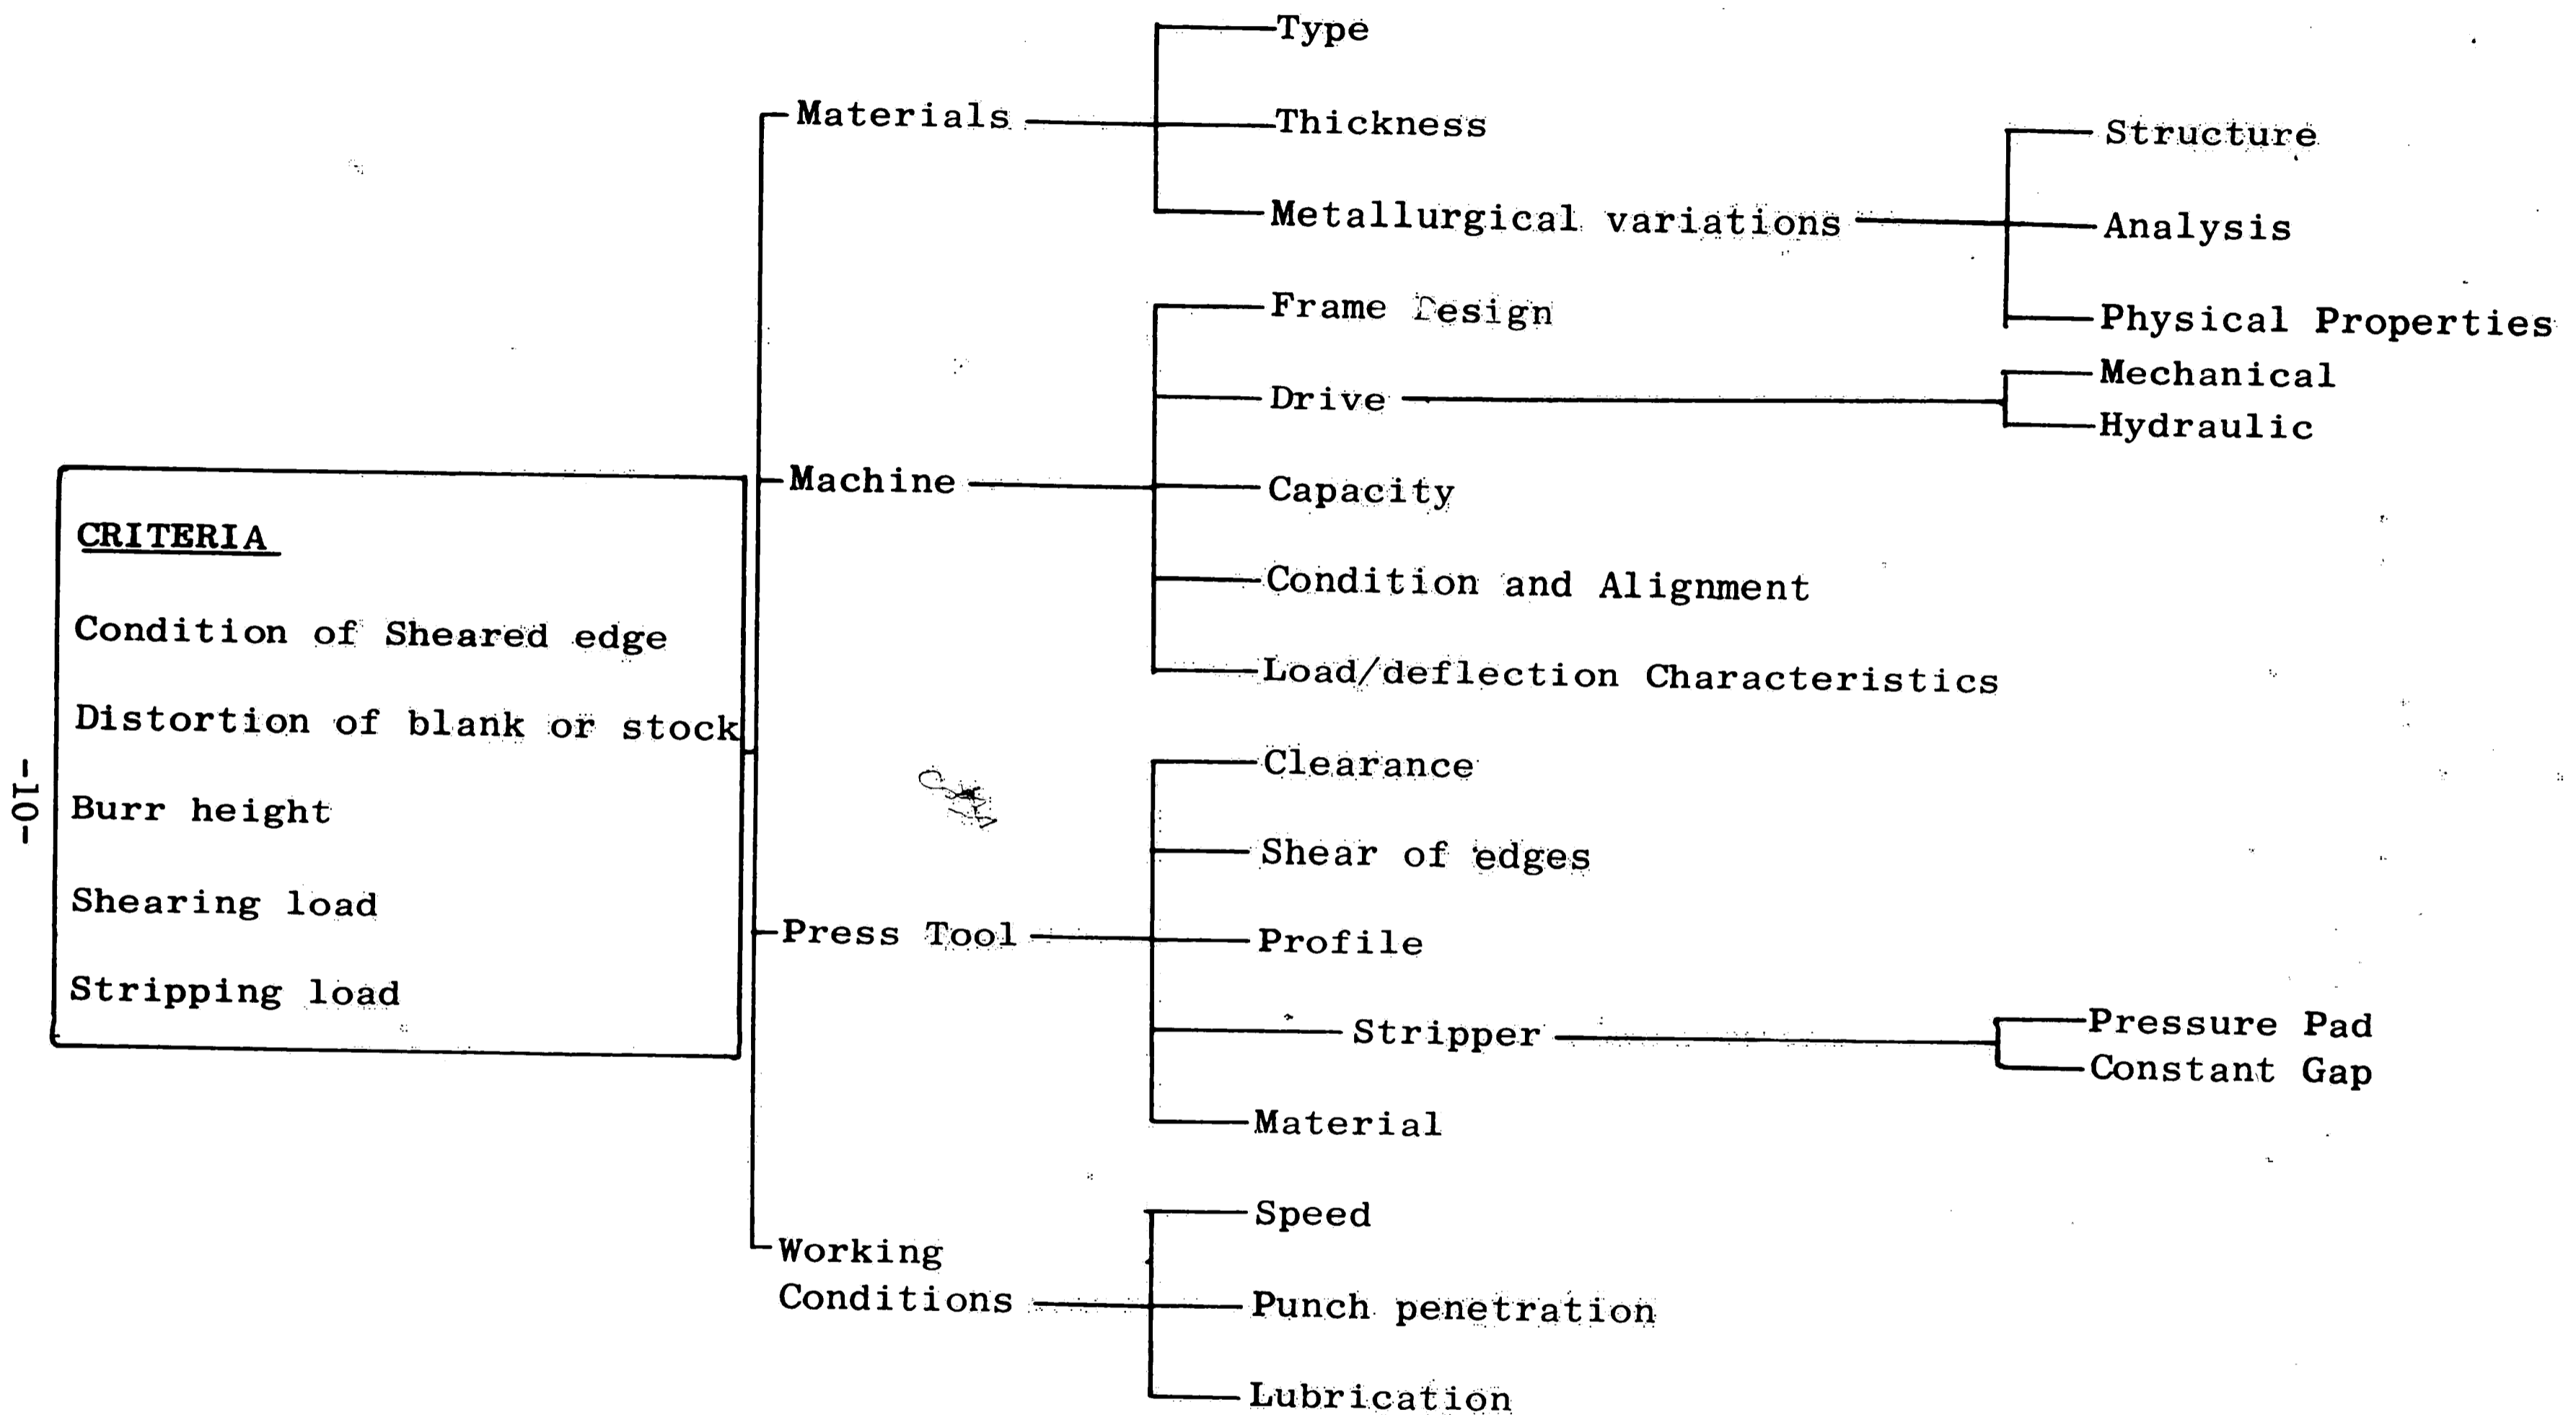 CRITERIA
Condition of Sheared edge
Distortion of blank or stock
Burr height
Shearing load
Stripping load
Materials
Type
Thickness
Metallurgical variations
Structure
Analysis
Physical Properties
Machine
Frame Design
Drive
Mechanical
Hydraulic
Capacity
Condition and Alignment
Load/deflection Characteristics
Press Tool
Clearance
Shear of edges
Profile
Stripper
Pressure Pad
Constant Gap
Material
Working
Conditions
Speed
Punch penetration
Lubrication
-10-